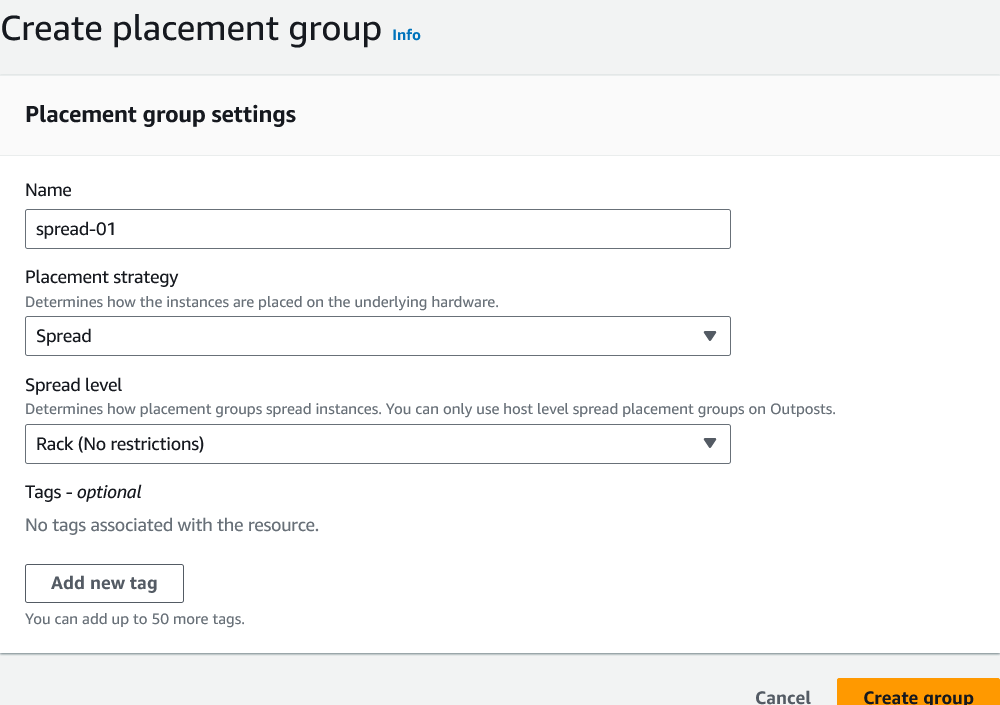 Create placement group Info
Placement group settings
Name
spread-01
Placement strategy
Determines how the instances are placed on the underlying hardware.
Spread
Spread level
Determines how placement groups spread instances. You can only use host level spread placement groups on Outposts.
Rack (No restrictions)
Tags - optional
No tags associated with the resource.
Add new tag
You can add up to 50 more tags.
Cancel Create group